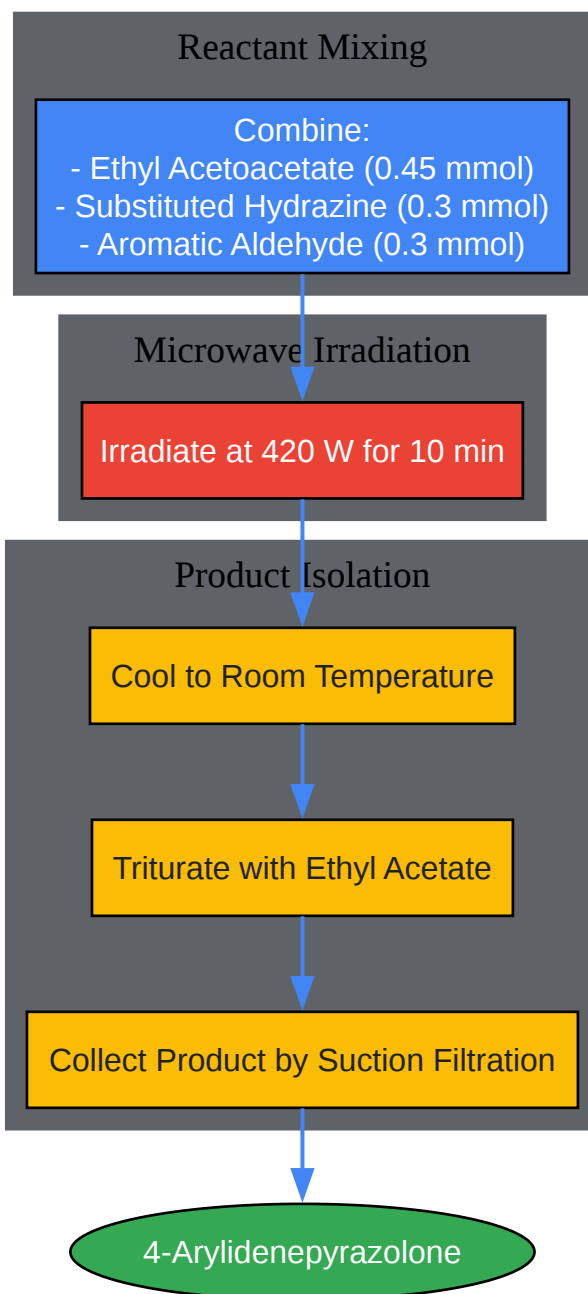 Reactant Mixing
Combine:
- Ethyl Acetoacetate (0.45 mmol)
- Substituted Hydrazine (0.3 mmol)
- Aromatic Aldehyde (0.3 mmol)
Microwave Irradiation
Irradiate at 420 W for 10 min
Product Isolation
Cool to Room Temperature
Triturate with Ethyl Acetate
Collect Product by Suction Filtration
4-Arylidenepyrazolone